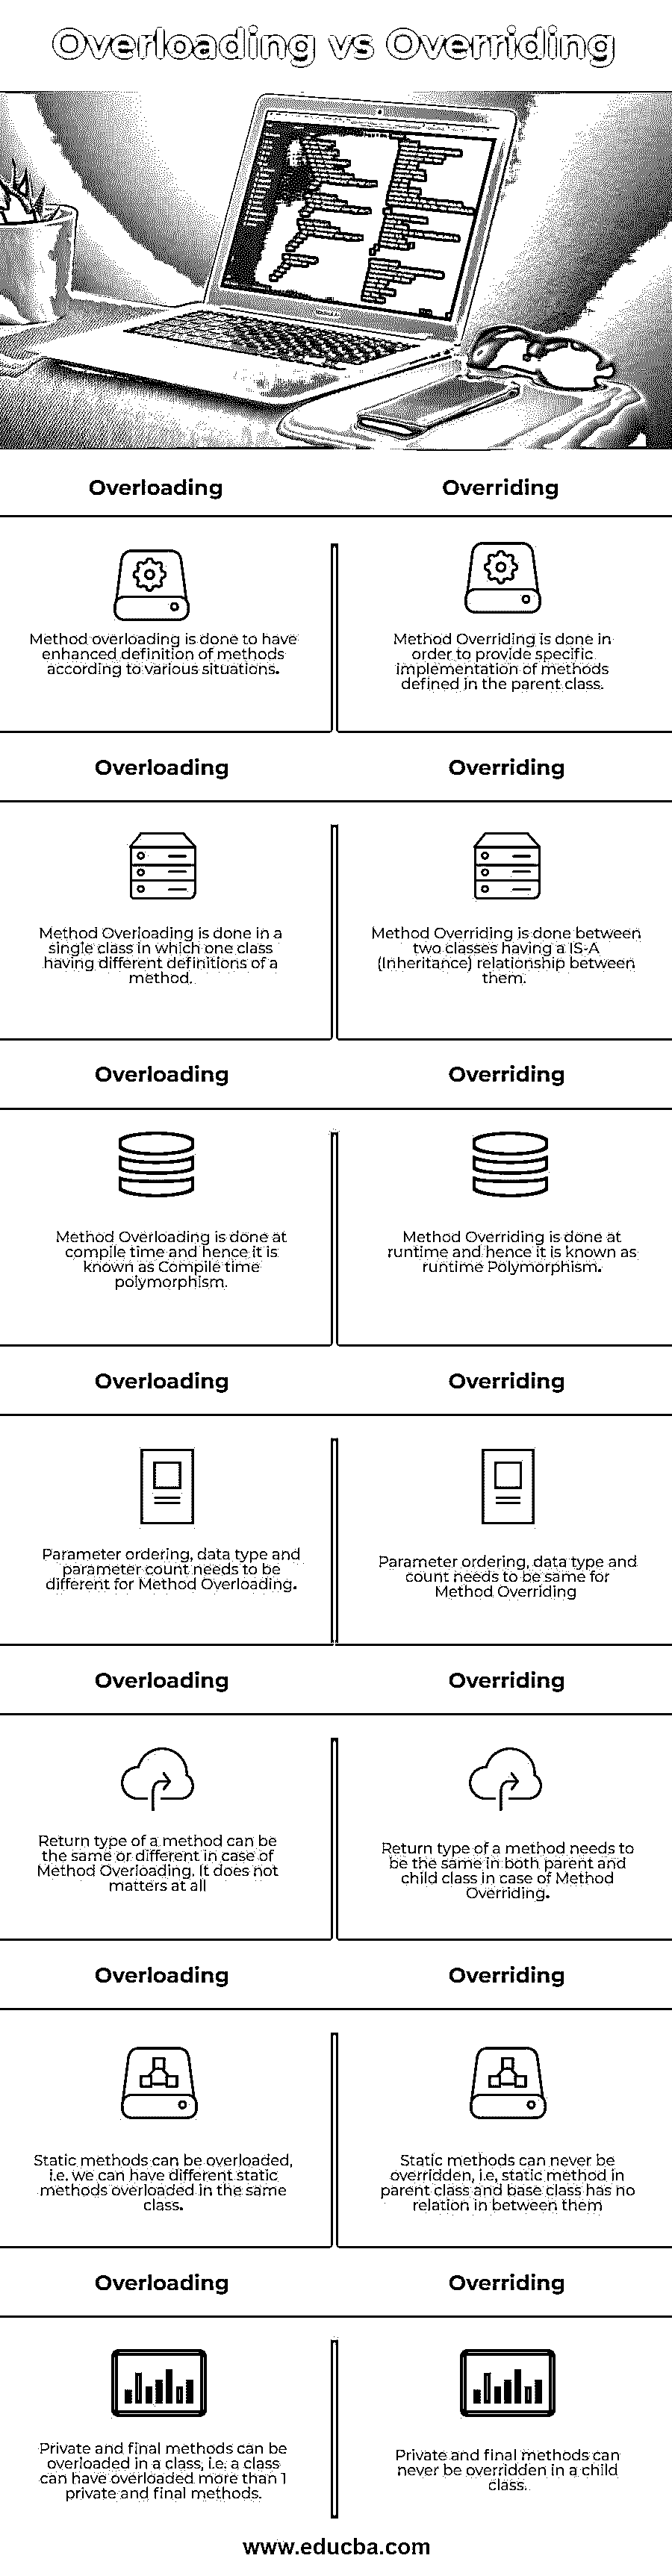 Overloading vs Overriding
Overloading
Overriding
Method overloading is done to have
enhanced definition of methods
according to various situations.
Method Overriding is done in
order to provide specific
implementation of methods
defined in the parent class.
Overloading
Overriding
Method Overloading is done in a
single class in which one class
having different definitions of a
method.
Method Overriding is done between
two classes having a IS-A
(Inheritance) relationship between
them.
Overloading
Overriding
Method Overloading is done at
compile time and hence it is
known as Compile time
polymorphism.
Method Overriding is done at
runtime and hence it is known as
runtime Polymorphism.
Overloading
Overriding
Parameter ordering, data type and
parameter count needs to be
different for Method Overloading.
Parameter ordering, data type and
count needs to be same for
Method Overriding
Overloading
Overriding
Return type of a method can be
the same or different in case of
Method Overloading. It does not
matters at all
Return type of a method needs to
be the same in both parent and
child class in case of Method
Overriding.
Overloading
Overriding
Static methods can be overloaded,
i.e. we can have different static
methods overloaded in the same
class.
Static methods can never be
overridden, i.e, static method in
parent class and base class has no
relation in between them
Overloading
Overriding
Private and final methods can be
overloaded in a class, i.e. a class
can have overloaded more than 1
private and final methods.
Private and final methods can
never be overridden in a child
class.
www.educba.com